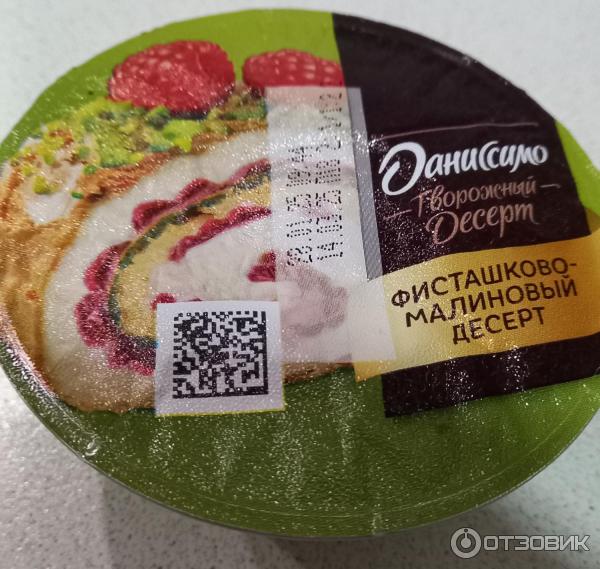 Даниссимо
Творожный
Десерт
ФИСТАШКОВО-
МАЛИНОВЫЙ
ДЕСЕРТ
ОТЗОВИК